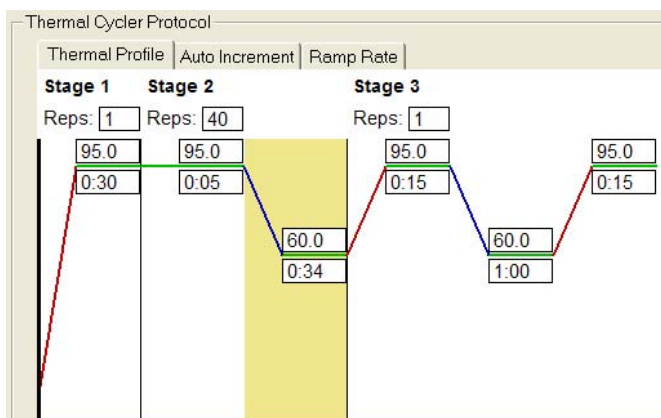 Thermal Cycler Protocol
Thermal Profile Auto Increment Ramp Rate
Stage 1 Stage 2 Stage 3
Reps: 1 Reps: 40 Reps: 1
95.0 95.0 95.0 95.0
0:30 0:05 0:15 0:15
60.0 60.0
0:34 1:00